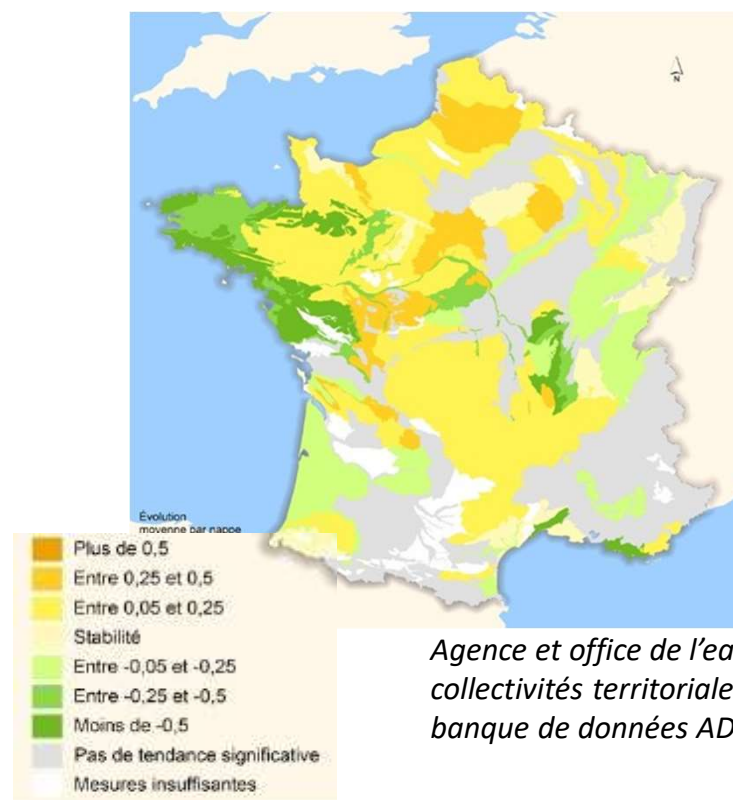 N
Évolution
moyenne par nappe
Plus de 0,5
Entre 0,25 et 0,5
Entre 0,05 et 0,25
Stabilité
Entre -0,05 et -0,25
Entre -0,25 et -0,5
Moins de -0,5
Pas de tendance significative
Mesures insuffisantes
Agence et office de l'ea
collectivités territoriale
banque de données AD